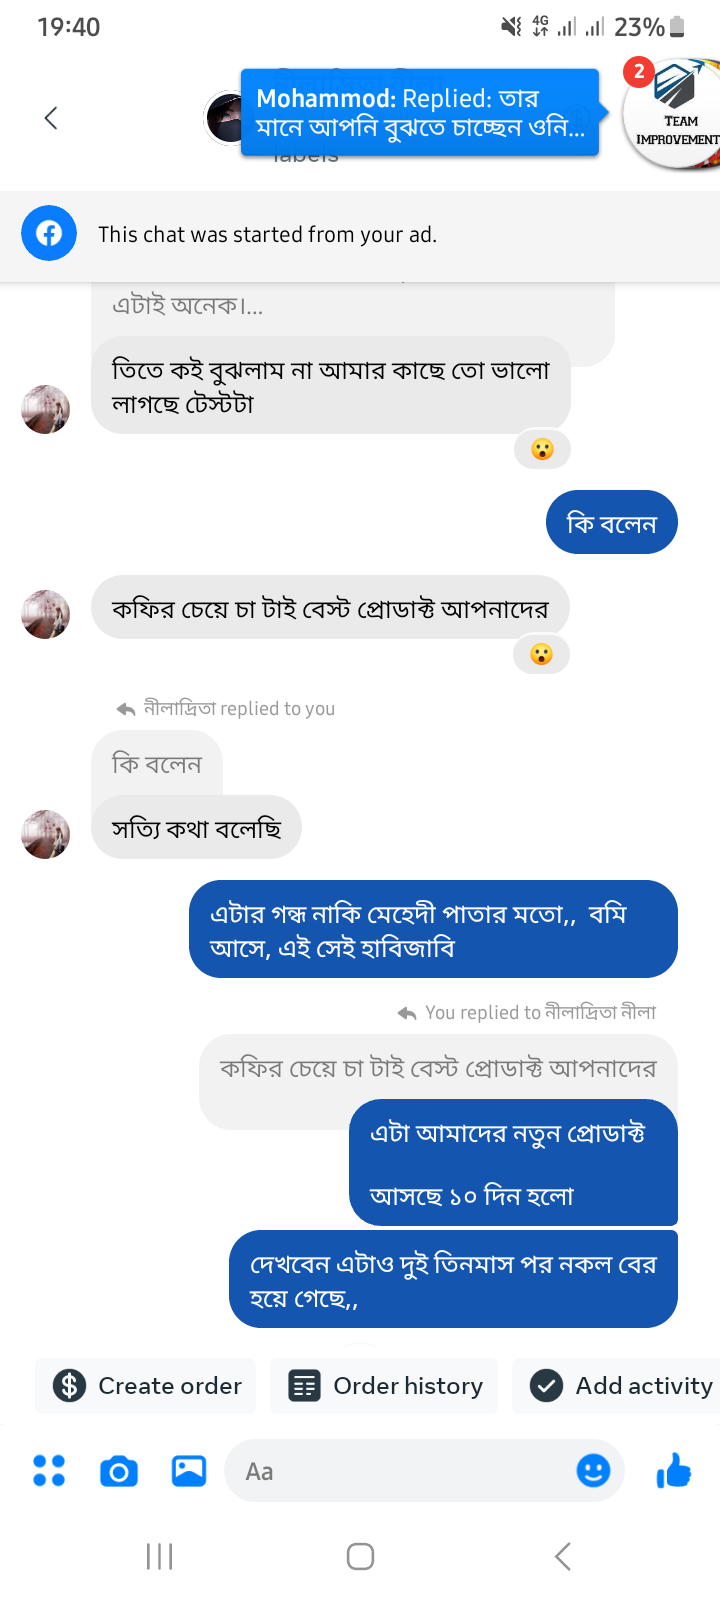 19:40
4G
23%
Mohammod: Replied: তার
মানে আপনি বুঝতে চাচ্ছেন ওনি...
labels
2
TEAM
IMPROVEMENT
This chat was started from your ad.
এটাই অনেক।...
তিতে কই বুঝলাম না আমার কাছে তো ভালো
লাগছে টেস্টটা
কি বলেন
কফির চেয়ে চা টাই বেস্ট প্রোডাক্ট আপনাদের
নীলাদ্রিতা replied to you
কি বলেন
সত্যি কথা বলেছি
এটার গন্ধ নাকি মেহেদী পাতার মতো,, বমি
আসে, এই সেই হাবিজাবি
You replied to নীলাদ্রিতা নীলা
কফির চেয়ে চা টাই বেস্ট প্রোডাক্ট আপনাদের
এটা আমাদের নতুন প্রোডাক্ট
আসছে ১০ দিন হলো
দেখবেন এটাও দুই তিনমাস পর নকল বের
হয়ে গেছে,,
Create order
Order history
Add activity
Aa